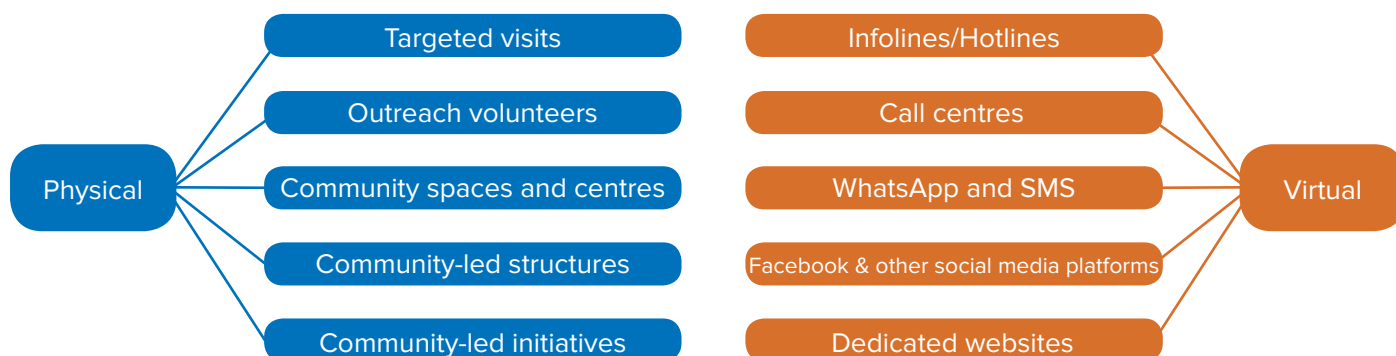 Physical
Targeted visits
Outreach volunteers
Community spaces and centres
Community-led structures
Community-led initiatives
Infolines/Hotlines
Call centres
WhatsApp and SMS
Facebook & other social media platforms
Dedicated websites
Virtual